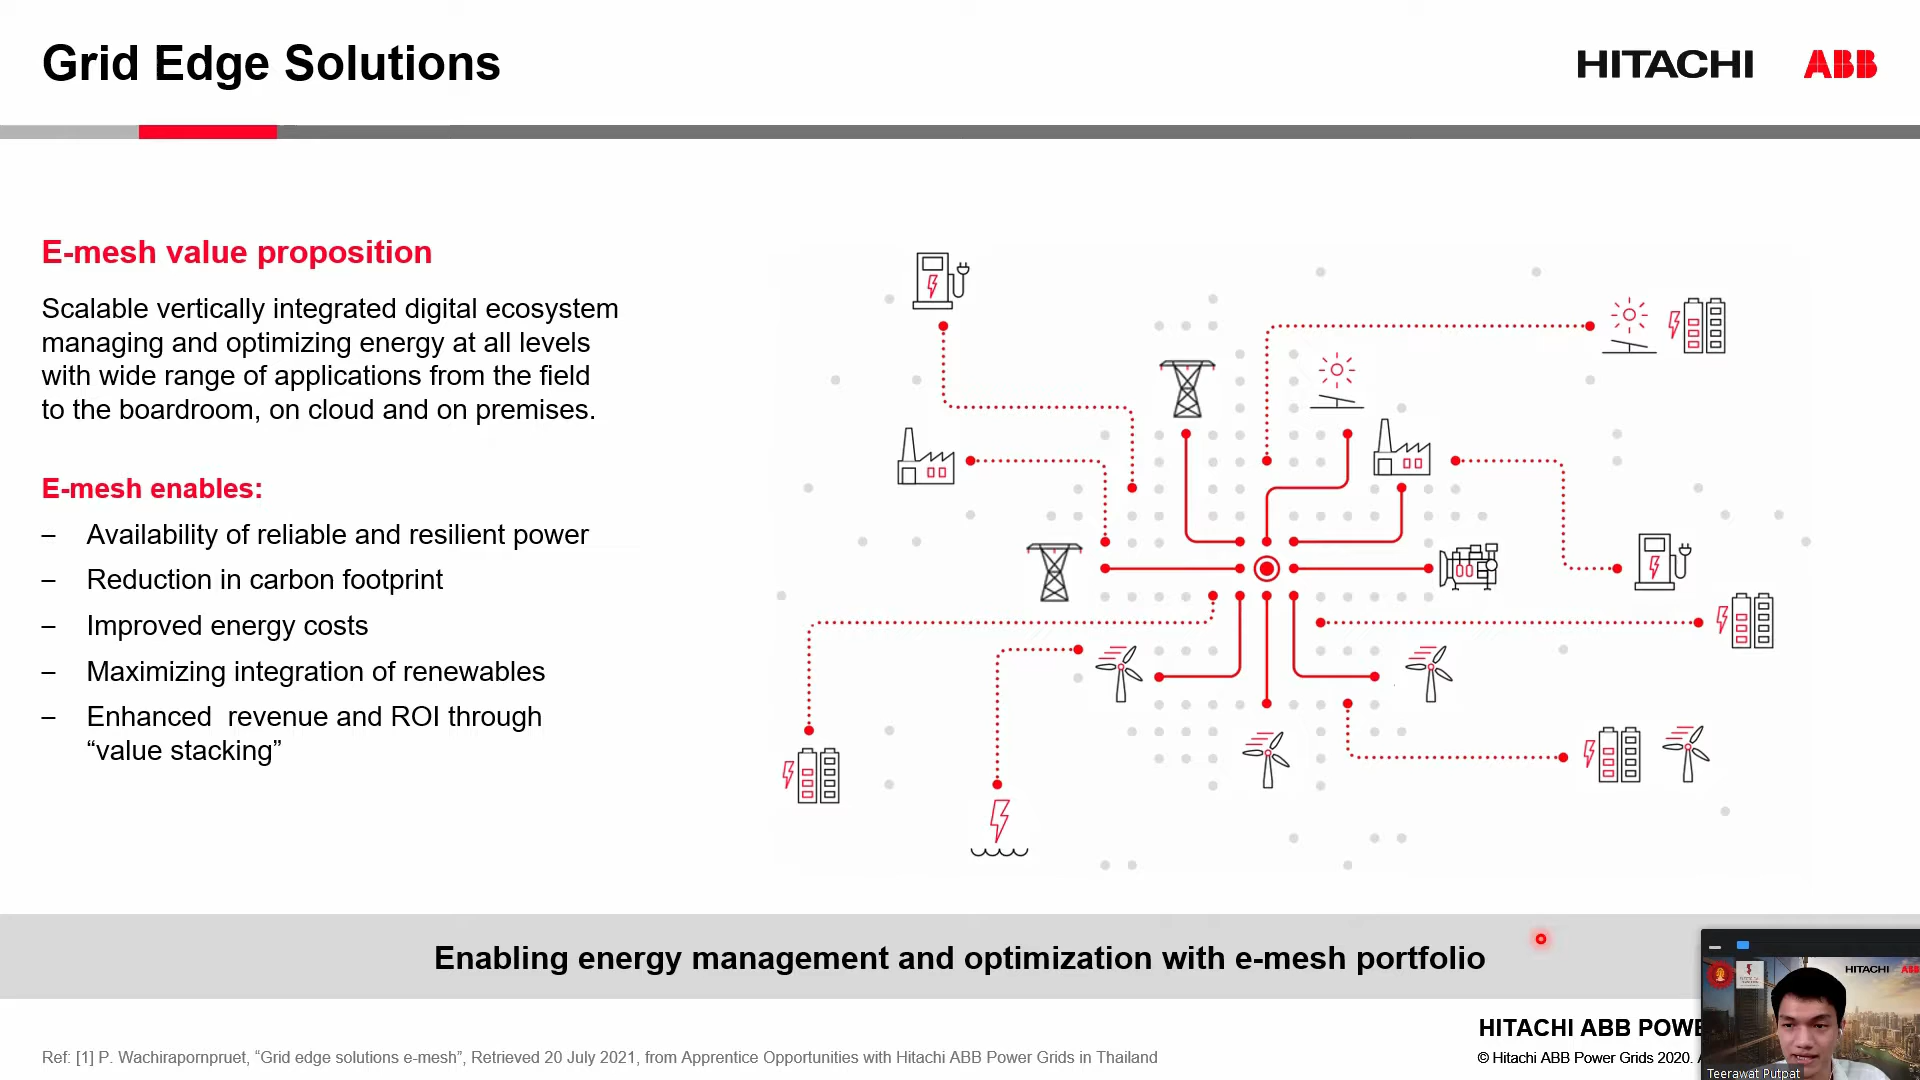 Grid Edge Solutions
HITACHI ABB
E-mesh value proposition
Scalable vertically integrated digital ecosystem
managing and optimizing energy at all levels
with wide range of applications from the field
to the boardroom, on cloud and on premises.
E-mesh enables:
– Availability of reliable and resilient power
– Reduction in carbon footprint
– Improved energy costs
– Maximizing integration of renewables
– Enhanced  revenue and ROI through
“value stacking”
Enabling energy management and optimization with e-mesh portfolio
HITACHI AB
HITACHI ABB POWE
Ref: [1] P. Wachirapornpruet, “Grid edge solutions e-mesh”, Retrieved 20 July 2021, from Apprentice Opportunities with Hitachi ABB Power Grids in Thailand
© Hitachi ABB Power Grids 2020.
Teerawat Putpat